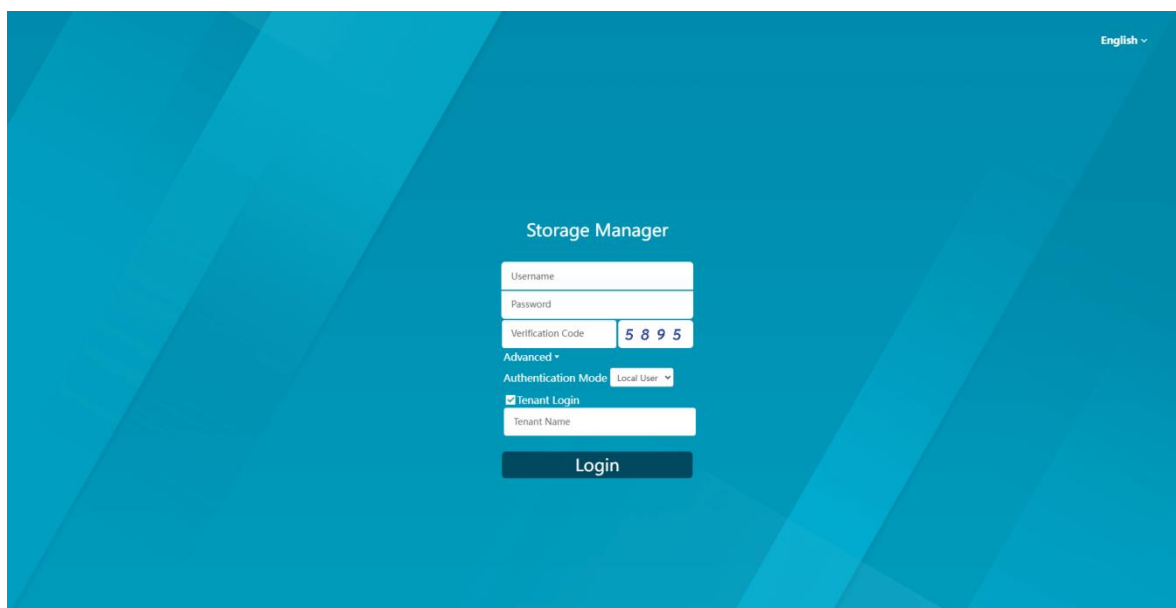 English
Storage Manager
Username
Password
Verification Code 5 8 9 5
Advanced
Authentication Mode Local User
Tenant Login
Tenant Name
Login